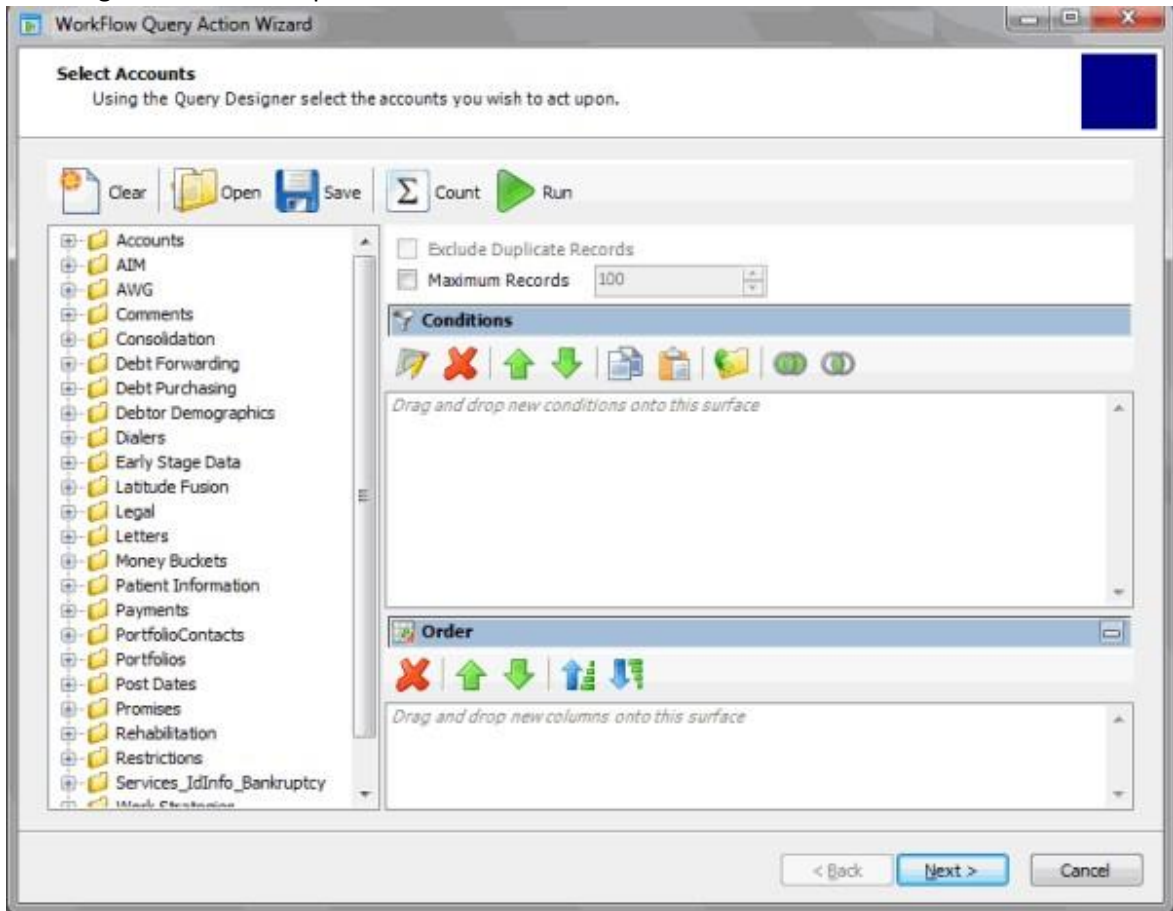 WorkFlow Query Action Wizard
Select Accounts
Using the Query Designer select the accounts you wish to act upon.
Clear Open Save Σ Count Run
Accounts
AIM
AWG
Comments
Consolidation
Debt Forwarding
Debt Purchasing
Debtor Demographics
Dialers
Early Stage Data
Latitude Fusion
Legal
Letters
Money Buckets
Patient Information
Payments
PortfolioContacts
Portfolios
Post Dates
Promises
Rehabilitation
Restrictions
Services_IdInfo_Bankruptcy
Work Strategies
Exclude Duplicate Records
Maximum Records 100
Conditions
Drag and drop new conditions onto this surface
Order
Drag and drop new columns onto this surface
< Back Next > Cancel